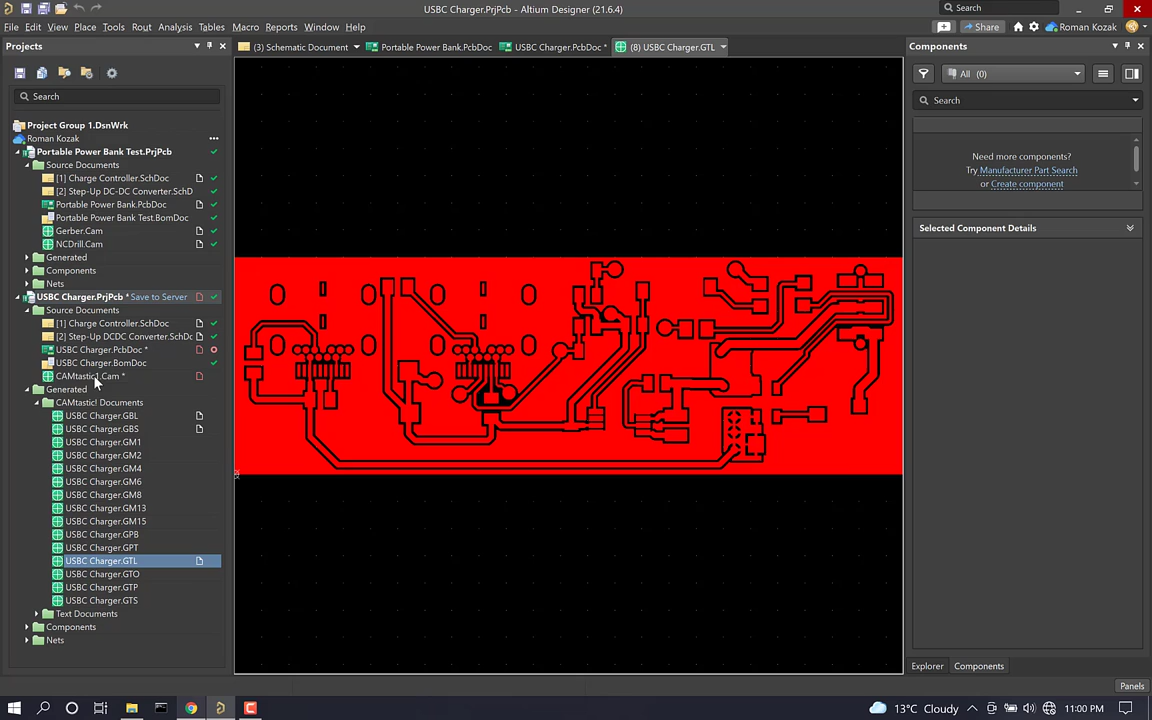 USBC Charger.PrjPcb - Altium Designer (21.6.4)
Search
File Edit View Place Tools Route Analysis Tables Macro Reports Window Help
Share
Roman Kozak
Projects
(3) Schematic Document
Portable Power Bank.PcbDoc
USBC Charger.PcbDoc *
(8) USBC Charger.GTL
Components
All (0)
Search
Search
Project Group 1.DsnWrk
Roman Kozak
Portable Power Bank Test.PrjPcb
Source Documents
[1] Charge Controller.SchDoc
[2] Step-Up DC-DC Converter.SchD
Portable Power Bank.PcbDoc
Portable Power Bank Test.BomDoc
Gerber.Cam
NCDrill.Cam
Generated
Components
Nets
USBC Charger.PrjPcb * Save to Server
Source Documents
[1] Charge Controller.SchDoc
[2] Step-Up DCDC Converter.SchDc
USBC Charger.PcbDoc *
USBC Charger.BomDoc
CAMtastic1.Cam *
Generated
CAMtastic! Documents
USBC Charger.GBL
USBC Charger.GBS
USBC Charger.GM1
USBC Charger.GM2
USBC Charger.GM4
USBC Charger.GM6
USBC Charger.GM8
USBC Charger.GM13
USBC Charger.GM15
USBC Charger.GPB
USBC Charger.GPT
USBC Charger.GTL
USBC Charger.GTO
USBC Charger.GTP
USBC Charger.GTS
Text Documents
Components
Nets
Need more components?
Try Manufacturer Part Search
or Create component
Selected Component Details
Explorer
Components
Panels
13°C Cloudy
11:00 PM